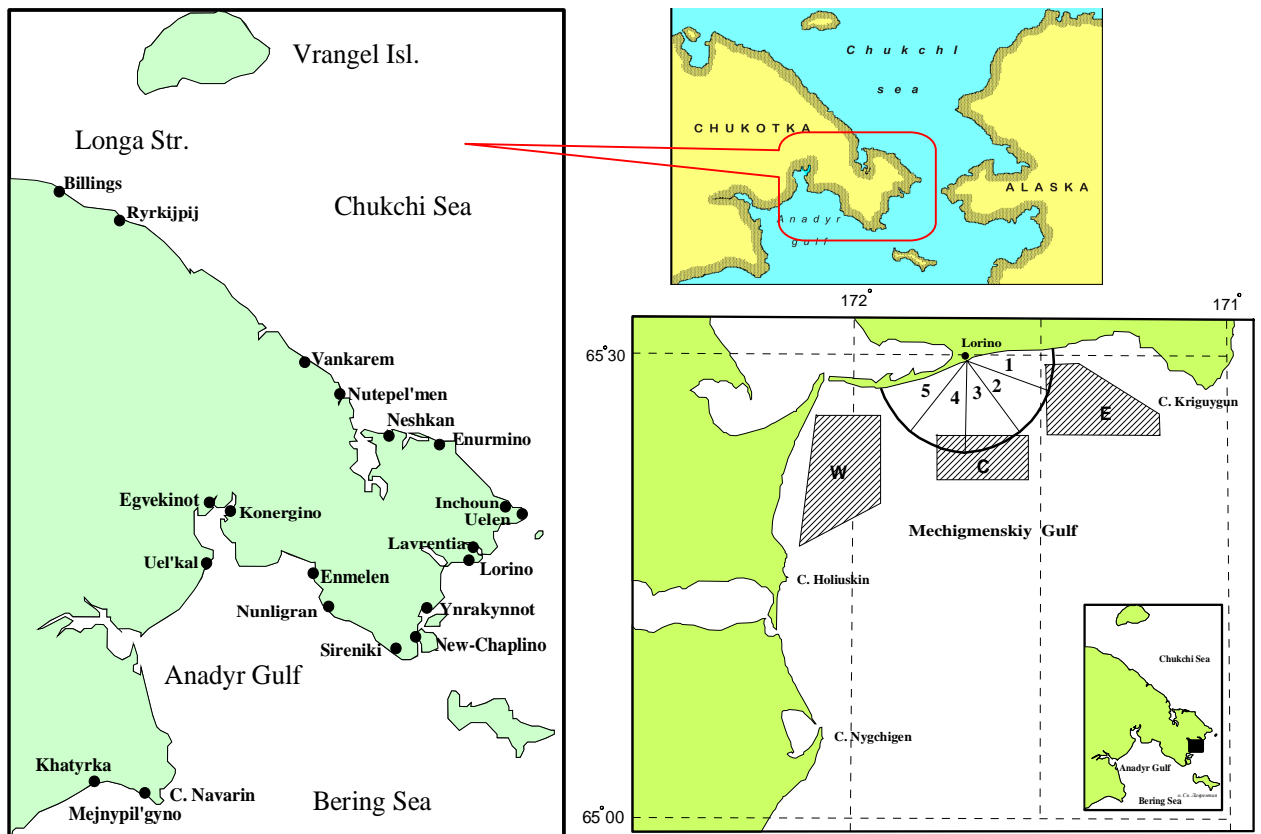 Vrangel Isl.
Longa Str.
Billings
Ryrkijpij
Chukchi Sea
Vankarem
Nutepel'men
Neshkan
Enurmino
Egvekinot
Konergino
Inchoun
Uelen
Lavrentia
Lorino
Uel'kal
Enmelen
Nunligran
Ynrakynnot
New-Chaplino
Sireniki
Anadyr Gulf
Khatyrka
C. Navarin
Mejnypil'gyno
Bering Sea
ChukchI
sea
CHUKOTKA
ALASKA
Anadyr
gulf
172°
171°
65°30
Lorino
1
2
3
4
5
C. Kriguygun
E
W
C
Mechigmenskiy Gulf
C. Holiuskin
C. Nygchigen
65°00
Chukchi Sea
Anadyr Gulf
Bering Sea